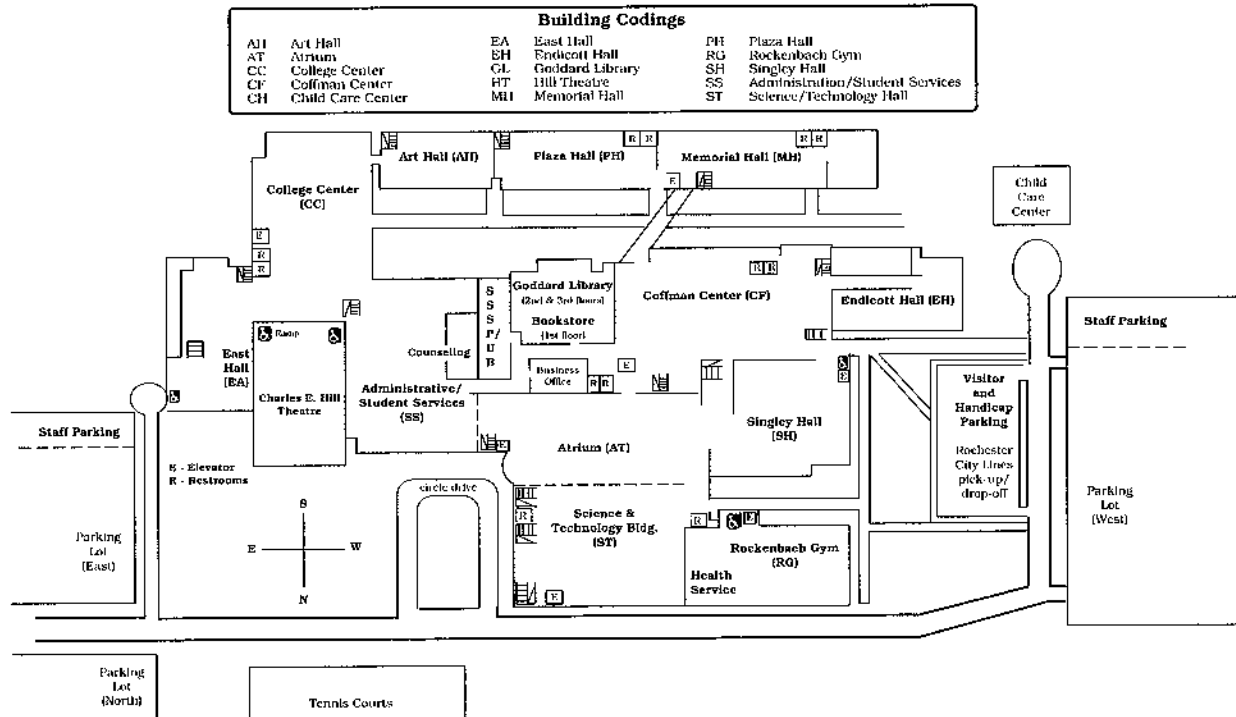 Building Codings
AH Art Hall EA East Hall PH Plaza Hall
AT Atrium EH Endicott Hall RG Rockenbach Gym
CC College Center GL Goddard Library SH Singley Hall
CF Coffman Center HT Hill Theatre SS Administration/Student Services
CH Child Care Center MH Memorial Hall ST Science/Technology Hall
R R
R R
Art Hall (AH)
Plaza Hall (PH)
Memorial Hall (MH)
E
College Center
(CC)
Child
Care
Center
E
R
R
R R
Goddard Library
(2nd & 3rd floors)
Bookstore
(1st floor)
S
S
S
P/
U
B
Coffman Center (CF)
Endicott Hall (EH)
Staff Parking
Ramp
Counseling
East
Hall
(EA)
Business
Office
E
R R
E
Charles E. Hill
Theatre
Administrative/
Student Services
(SS)
Visitor
and
Handicap
Parking
Rochester
City Lines
pick-up/
drop-off
Staff Parking
Singley Hall
(SH)
Atrium (AT)
E
E - Elevator
R - Restrooms
circle drive
Parking
Lot
(West)
S
E
W
N
R
Science &
Technology Bldg.
(ST)
R
E
Parking
Lot
(East)
Rockenbach Gym
(RG)
Health
Service
E
Parking
Lot
(North)
Tennis Courts